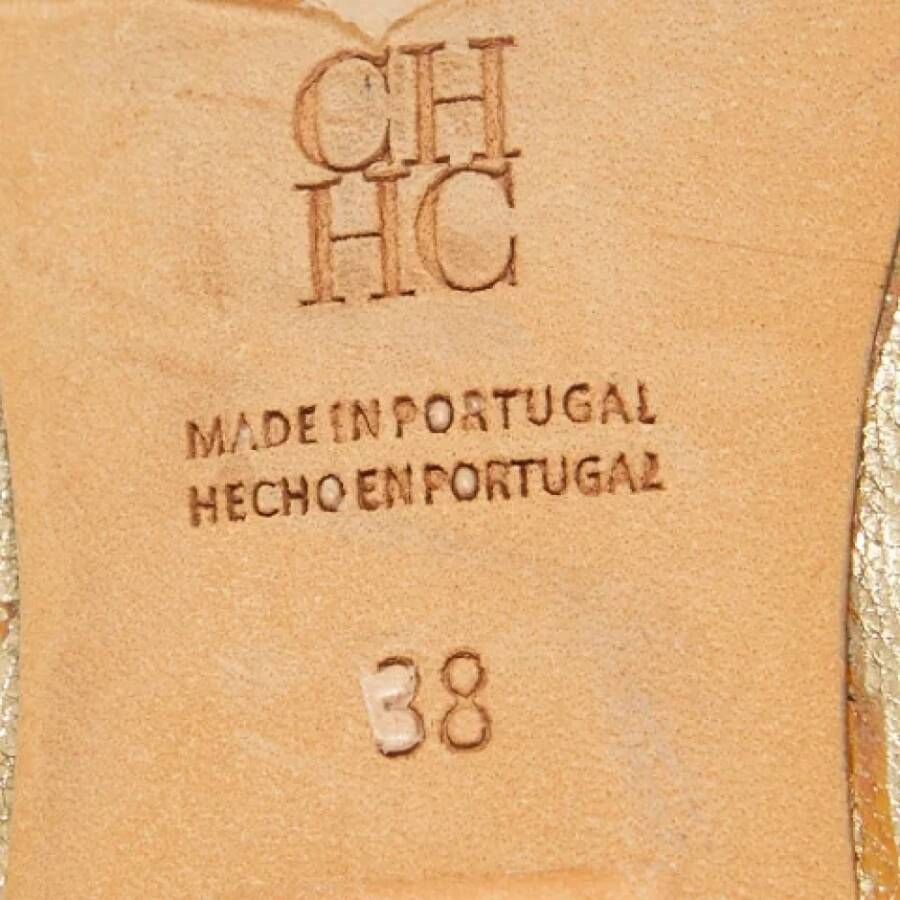 CH
HC
MADE IN PORTUGAL
HECHO EN PORTUGAL
38